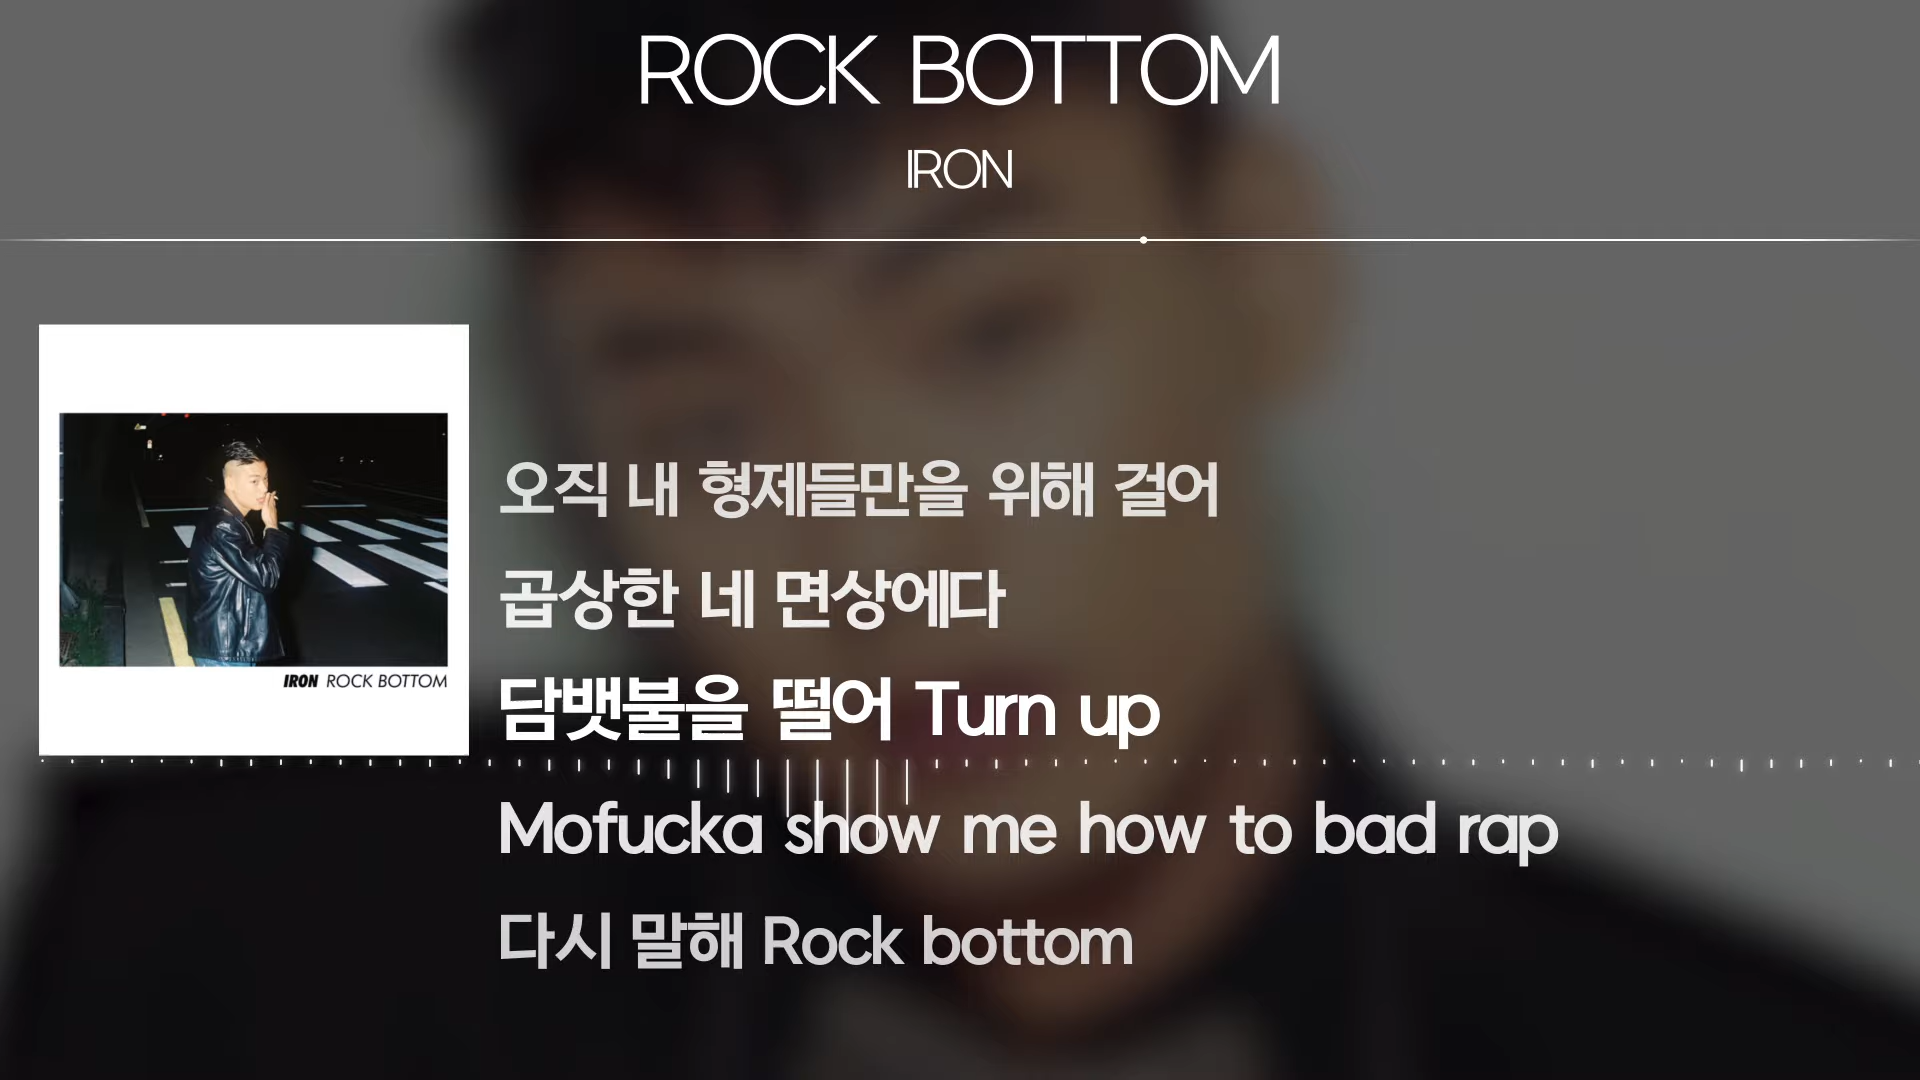 ROCK BOTTOM
IRON
오직 내 형제들만을 위해 걸어
곱상한 네 면상에다
담뱃불을 떨어 Turn up
IRON ROCK BOTTOM
Mofucka show me how to bad rap
다시 말해 Rock bottom